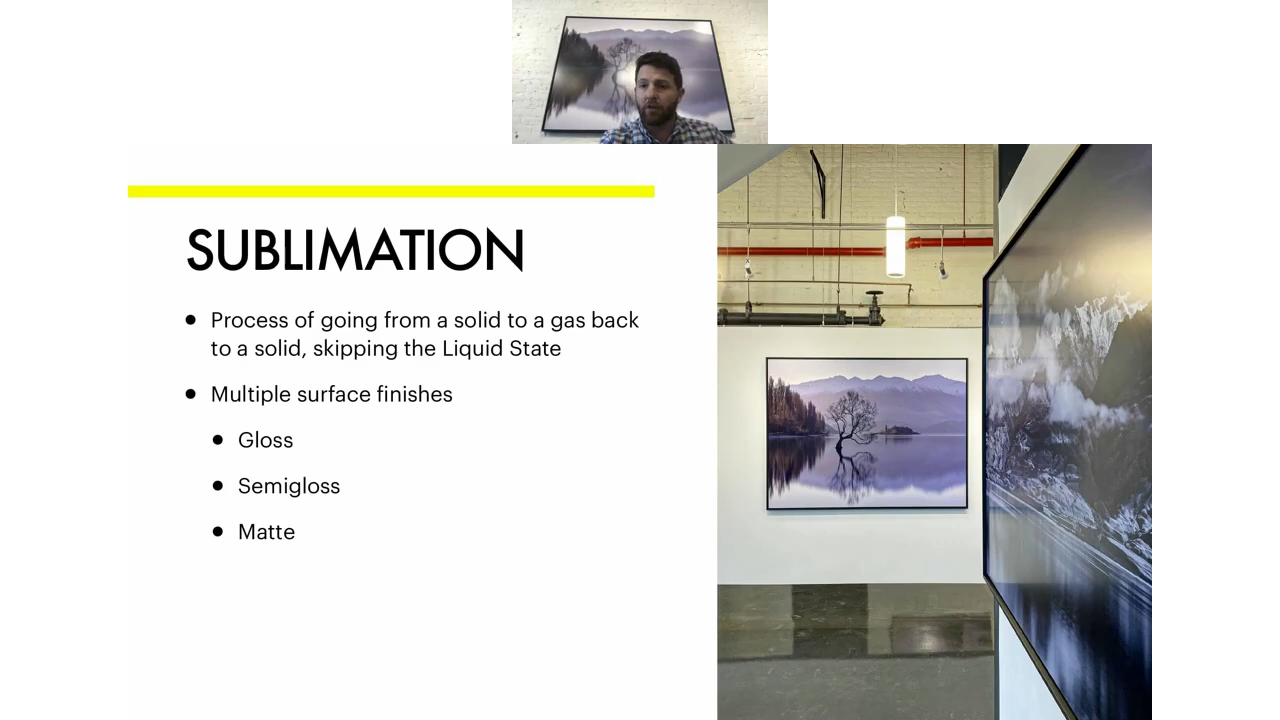 SUBLIMATION
• Process of going from a solid to a gas back
to a solid, skipping the Liquid State
• Multiple surface finishes
• Gloss
• Semigloss
• Matte